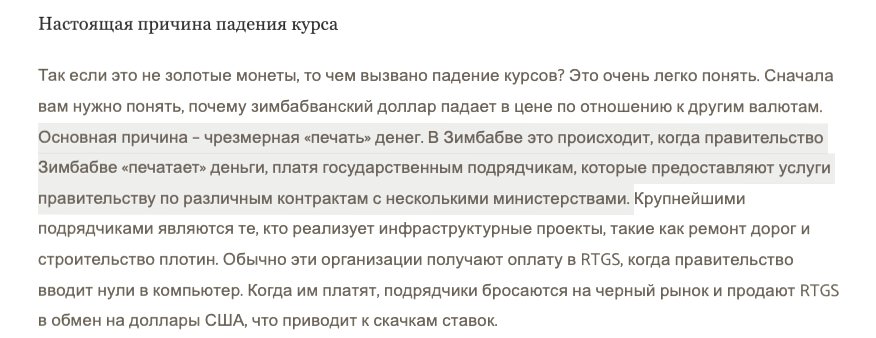 Настоящая причина падения курса
Так если это не золотые монеты, то чем вызвано падение курсов? Это очень легко понять. Сначала
вам нужно понять, почему зимбабванский доллар падает в цене по отношению к другим валютам.
Основная причина – чрезмерная «печать» денег. В Зимбабве это происходит, когда правительство
Зимбабве «печатает» деньги, платя государственным подрядчикам, которые предоставляют услуги
правительству по различным контрактам с несколькими министерствами. Крупнейшими
подрядчиками являются те, кто реализует инфраструктурные проекты, такие как ремонт дорог и
строительство плотин. Обычно эти организации получают оплату в RTGS, когда правительство
вводит нули в компьютер. Когда им платят, подрядчики бросаются на черный рынок и продают RTGS
в обмен на доллары США, что приводит к скачкам ставок.